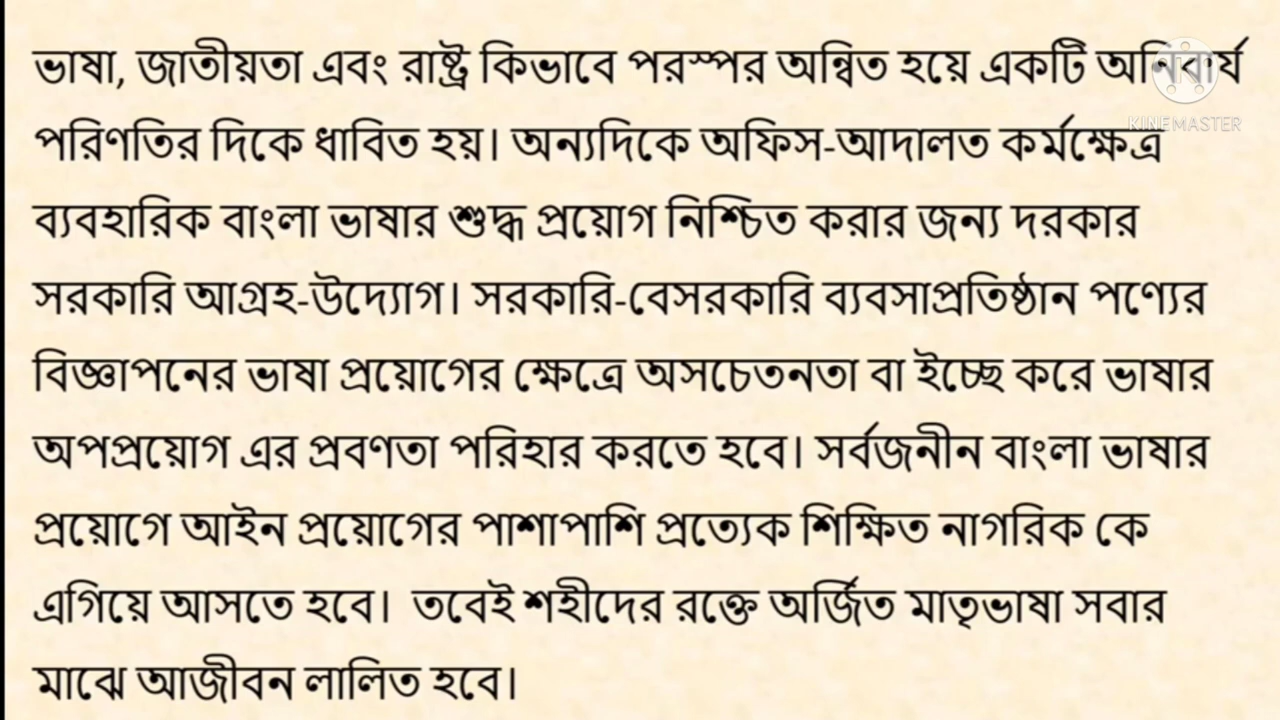 ভাষা, জাতীয়তা এবং রাষ্ট্র কিভাবে পরস্পর অন্বিত হয়ে একটি অনিবার্য
KINEMASTER
পরিণতির দিকে ধাবিত হয়। অন্যদিকে অফিস-আদালত কর্মক্ষেত্র
ব্যবহারিক বাংলা ভাষার শুদ্ধ প্রয়োগ নিশ্চিত করার জন্য দরকার
সরকারি আগ্রহ-উদ্যোগ। সরকারি-বেসরকারি ব্যবসাপ্রতিষ্ঠান পণ্যের
বিজ্ঞাপনের ভাষা প্রয়োগের ক্ষেত্রে অসচেতনতা বা ইচ্ছে করে ভাষার
অপপ্রয়োগ এর প্রবণতা পরিহার করতে হবে। সর্বজনীন বাংলা ভাষার
প্রয়োগে আইন প্রয়োগের পাশাপাশি প্রত্যেক শিক্ষিত নাগরিক কে
এগিয়ে আসতে হবে। তবেই শহীদের রক্তে অর্জিত মাতৃভাষা সবার
মাঝে আজীবন লালিত হবে।